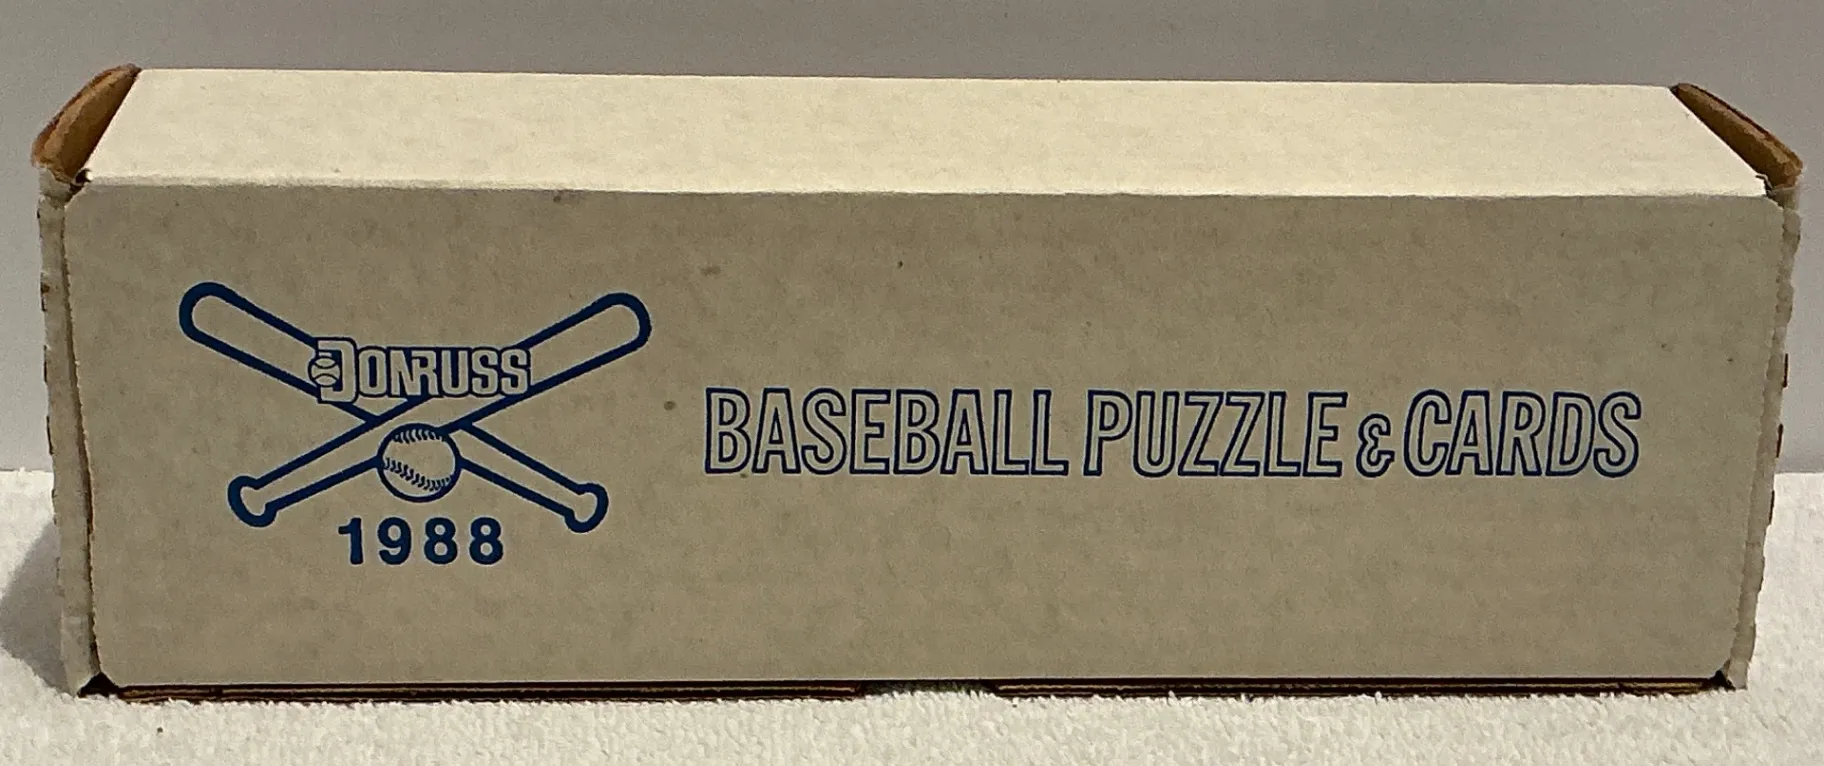 DONRUSS
1988
BASEBALL PUZZLE & CARDS